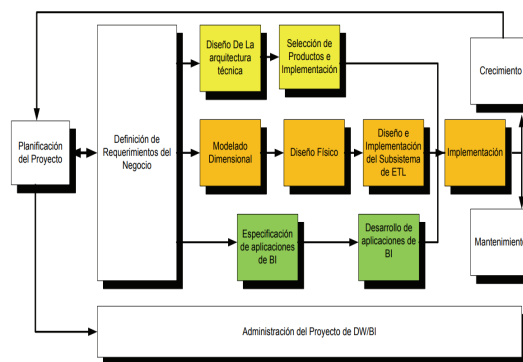 Diseño De La
arquitectura
técnica
Selección de
Productos e
Implementación
Crecimiento
Planificación
del Proyecto
Definición de
Requerimientos del
Negocio
Modelado
Dimensional
Diseño Físico
Diseño e
Implementación
del Subsistema
de ETL
Implementación
Especificación
de aplicaciones
de BI
Desarrollo de
aplicaciones de
BI
Mantenimiento
Administración del Proyecto de DW/BI